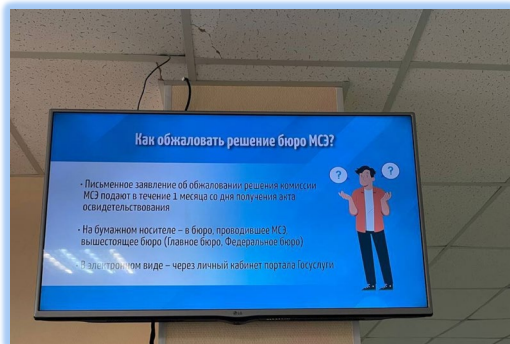 Как обжаловать решение бюро МСЭ?
? ?
· Письменное заявление об обжаловании решения комиссии
МСЭ подают в течение 1 месяца со дня получения акта
освидетельствования
· На бумажном носителе – в бюро, проводившее МСЭ,
вышестоящее бюро (Главное бюро, Федеральное бюро)
· В электронном виде – через личный кабинет портала Госуслуги
LG